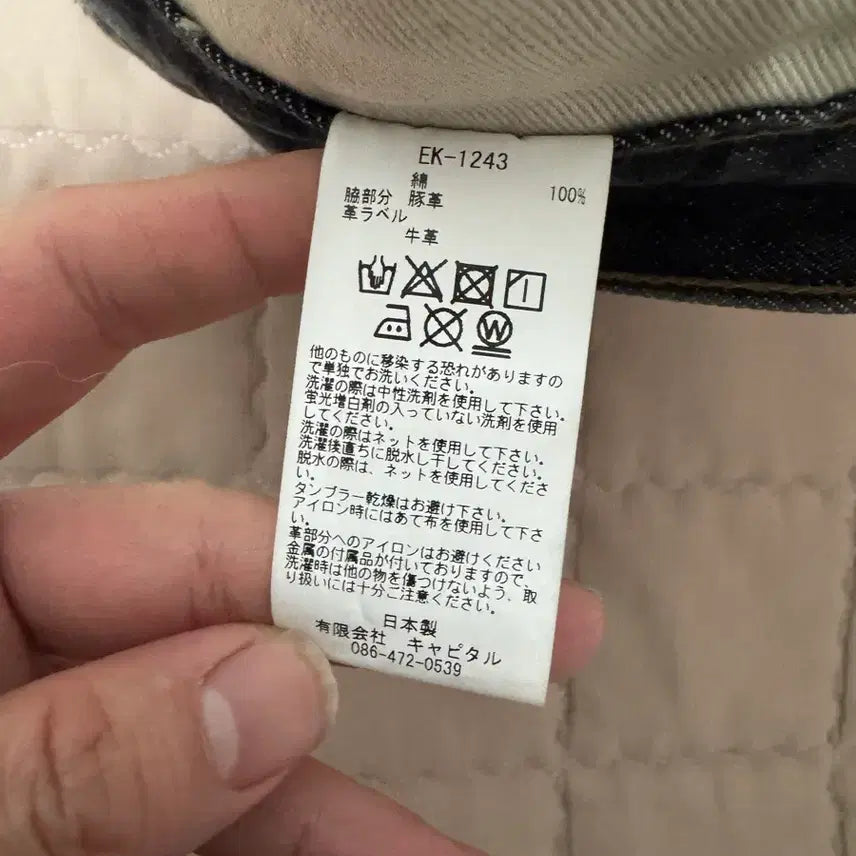 EK-1243
綿 100%
脇部分 豚革
革ラベル
牛革
W
他のものに移染する恐れがありますの
で単独でお洗いください。
洗濯の際は中性洗剤を使用して下さい。
蛍光増白剤の入っていない洗剤を使用
してください。
洗濯の際はネットを使用して下さい。
洗濯後直ちに脱水し干してください。
脱水の際は、ネットを使用してくださ
い。
タンブラー乾燥はお避け下さい。
アイロン時にはあて布を使用して下さ
い。
革部分へのアイロンはお避けください
金属の付属品が付いておりますので、
洗濯時は他の物を傷つけないよう、取
り扱いには十分ご注意ください。
日本製
有限会社 キャピタル
086-472-0539